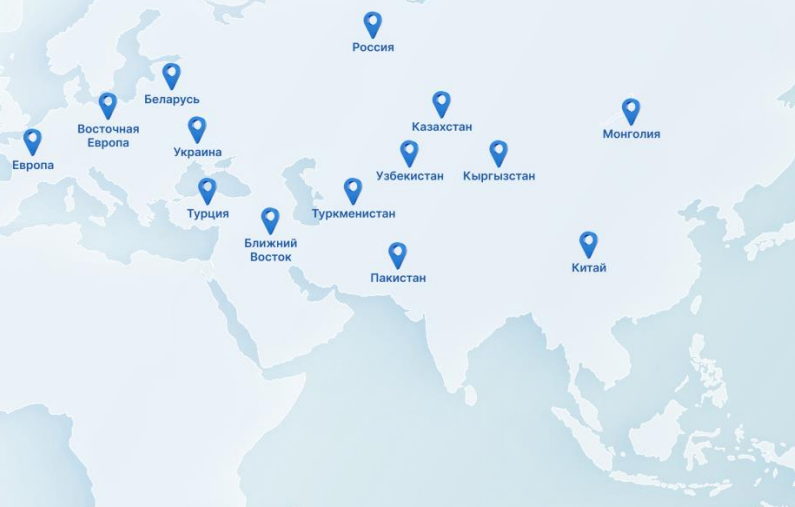 Россия
Беларусь
Восточная
Европа
Казахстан
Монголия
Украина
Европа
Узбекистан
Кыргызстан
Турция
Туркменистан
Ближний
Восток
Пакистан
Китай